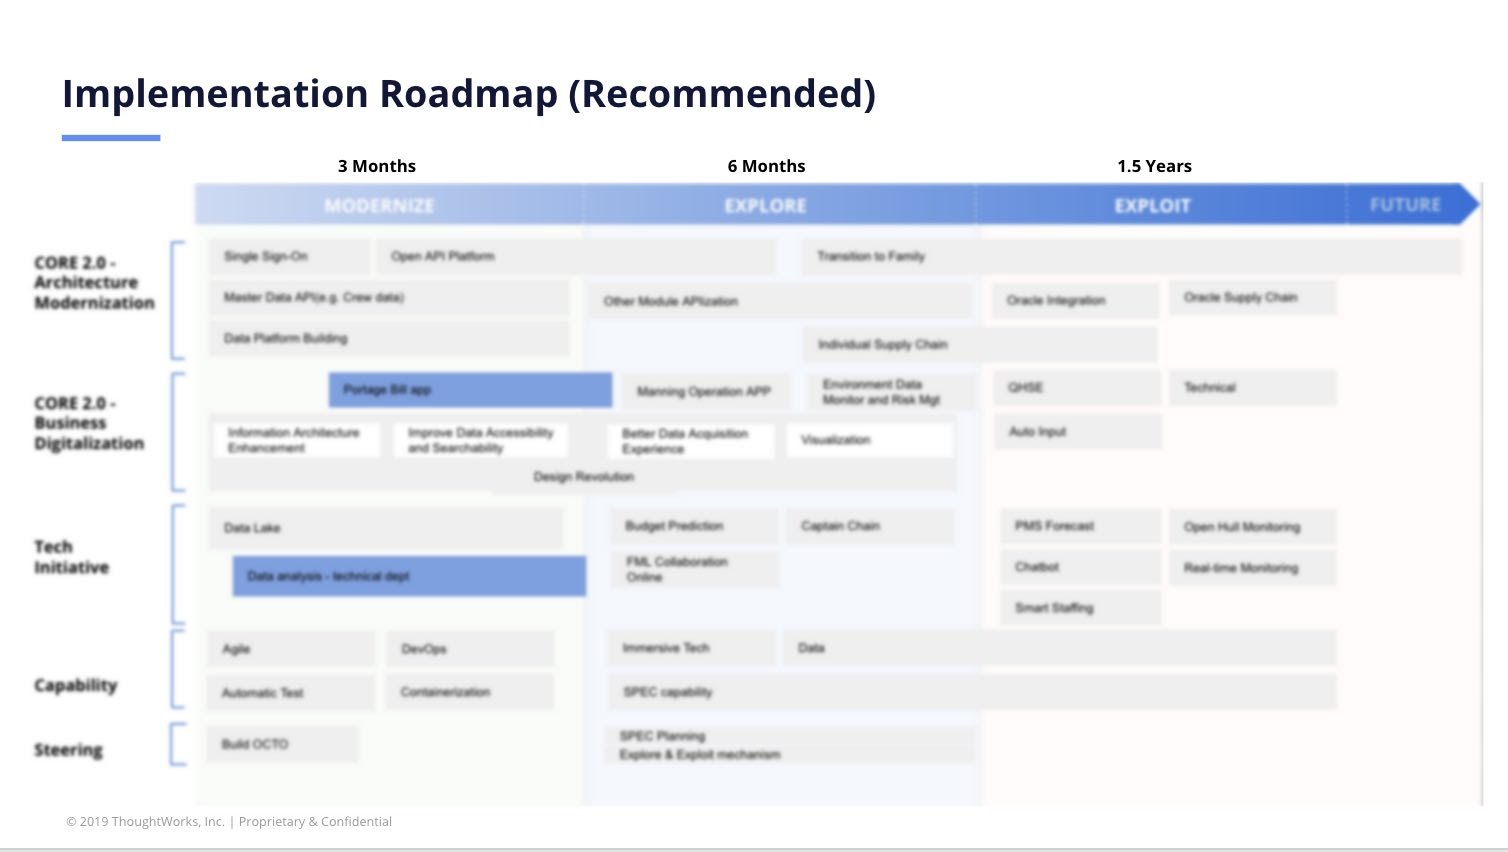 Implementation Roadmap (Recommended)
3 Months
6 Months
1.5 Years
MODERNIZE
EXPLORE
EXPLOIT
FUTURE
CORE 2.0 -
Architecture
Modernization
Single Sign-On
Open API Platform
Transition to Family
Master Data API(e.g. Crew data)
Other Module APIization
Oracle Integration
Oracle Supply Chain
Data Platform Building
Individual Supply Chain
CORE 2.0 -
Business
Digitalization
Portage Bill app
Manning Operation APP
Environment Data
Monitor and Risk Mgt
QHSE
Technical
Information Architecture
Enhancement
Improve Data Accessibility
and Searchability
Better Data Acquisition
Experience
Visualization
Auto Input
Design Revolution
Tech
Initiative
Data Lake
Budget Prediction
Captain Chain
PMS Forecast
Open Hull Monitoring
Data analysis - technical dept
FML Collaboration
Online
Chatbot
Real-time Monitoring
Smart Staffing
Capability
Agile
DevOps
Immersive Tech
Data
Automatic Test
Containerization
SPEC capability
Steering
Build OCTO
SPEC Planning
Explore & Exploit mechanism
© 2019 ThoughtWorks, Inc. | Proprietary & Confidential